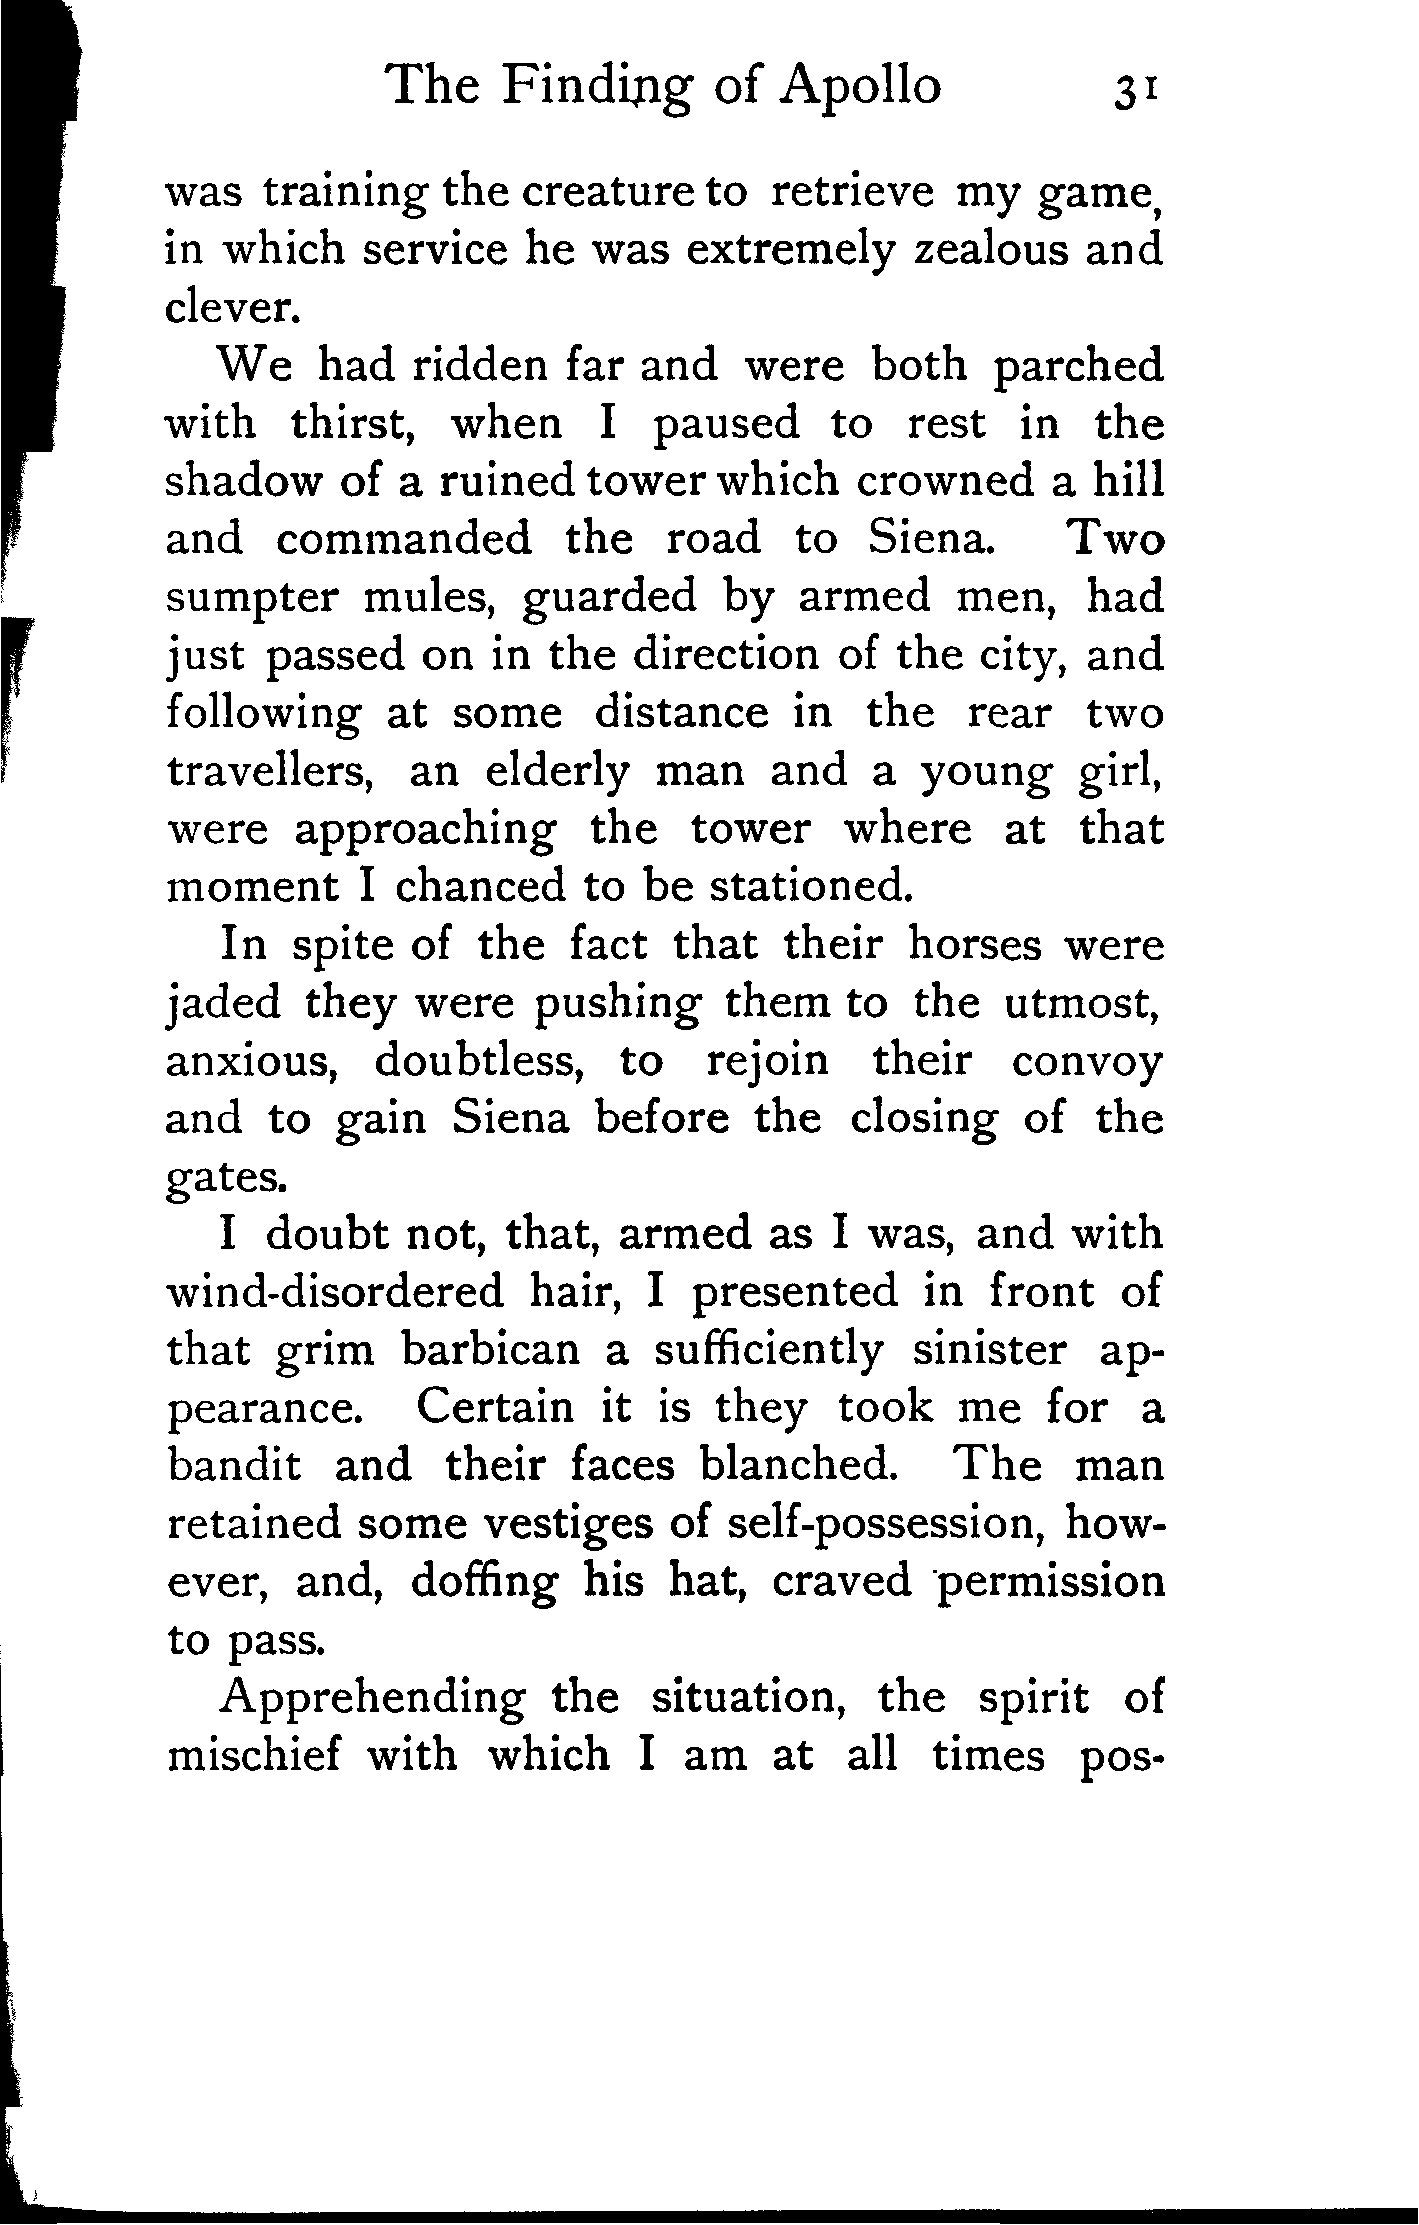 The Finding of Apollo 31
was training the creature to retrieve my game,
in which service he was extremely zealous and
clever.
We had ridden far and were both parched
with thirst, when I paused to rest in the
shadow of a ruined tower which crowned a hill
and commanded the road to Siena. Two
sumpter mules, guarded by armed men, had
just passed on in the direction of the city, and
following at some distance in the rear two
travellers, an elderly man and a young girl,
were approaching the tower where at that
moment I chanced to be stationed.
In spite of the fact that their horses were
jaded they were pushing them to the utmost,
anxious, doubtless, to rejoin their convoy
and to gain Siena before the closing of the
gates.
I doubt not, that, armed as I was, and with
wind-disordered hair, I presented in front of
that grim barbican a sufficiently sinister ap-
pearance. Certain it is they took me for a
bandit and their faces blanched. The man
retained some vestiges of self-possession, how-
ever, and, doffing his hat, craved permission
to pass.
Apprehending the situation, the spirit of
mischief with which I am at all times pos-